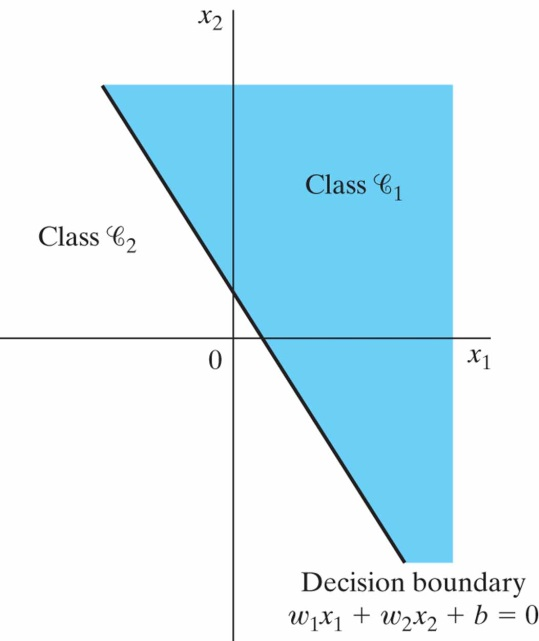 x₂
Class 𝒞₁
Class 𝒞₂
0
x₁
Decision boundary
w₁x₁ + w₂x₂ + b = 0